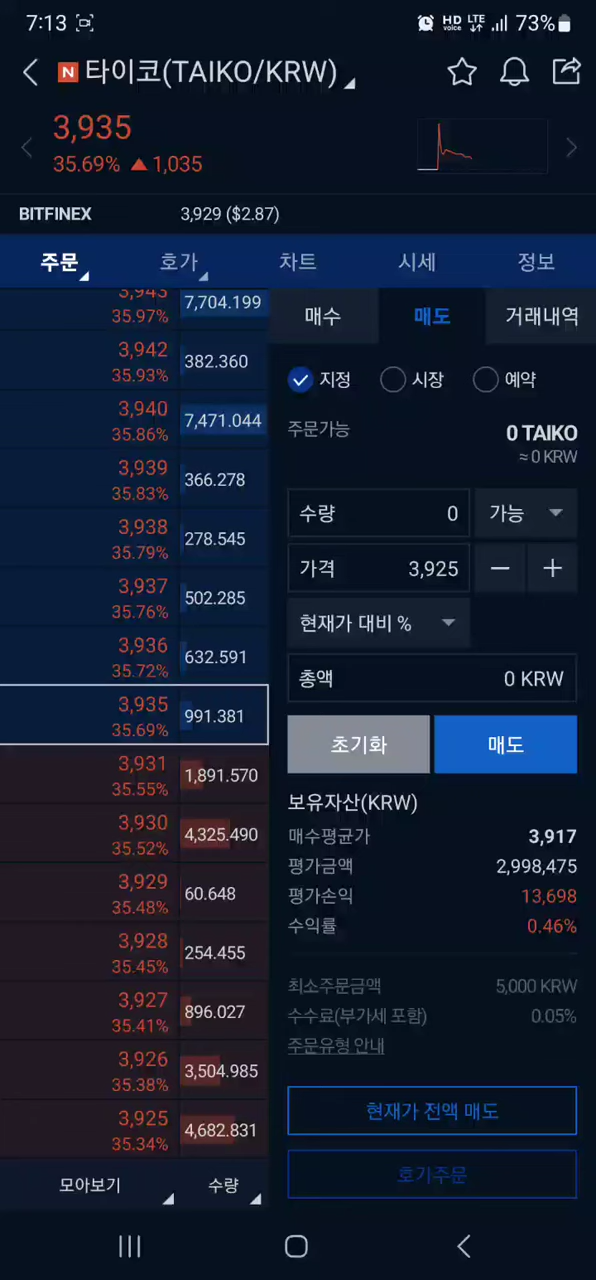 7:13
HD voice LTE 73%
N 타이코(TAIKO/KRW)
3,935
35.69% ▲ 1,035
BITFINEX 3,929 ($2.87)
주문 호가 차트 시세 정보
3,943 7,704.199
35.97%
3,942 382.360
35.93%
3,940 7,471.044
35.86%
3,939 366.278
35.83%
3,938 278.545
35.79%
3,937 502.285
35.76%
3,936 632.591
35.72%
3,935 991.381
35.69%
3,931 1,891.570
35.55%
3,930 4,325.490
35.52%
3,929 60.648
35.48%
3,928 254.455
35.45%
3,927 896.027
35.41%
3,926 3,504.985
35.38%
3,925 4,682.831
35.34%
모아보기 수량
매수 매도 거래내역
지정 시장 예약
주문가능 0 TAIKO
≈0 KRW
수량 0 가능
가격 3,925 − +
현재가 대비 %
총액 0 KRW
초기화 매도
보유자산(KRW)
매수평균가 3,917
평가금액 2,998,475
평가손익 13,698
수익률 0.46%
최소주문금액 5,000 KRW
수수료(부가세 포함) 0.05%
주문유형 안내
현재가 전액 매도
호기주문